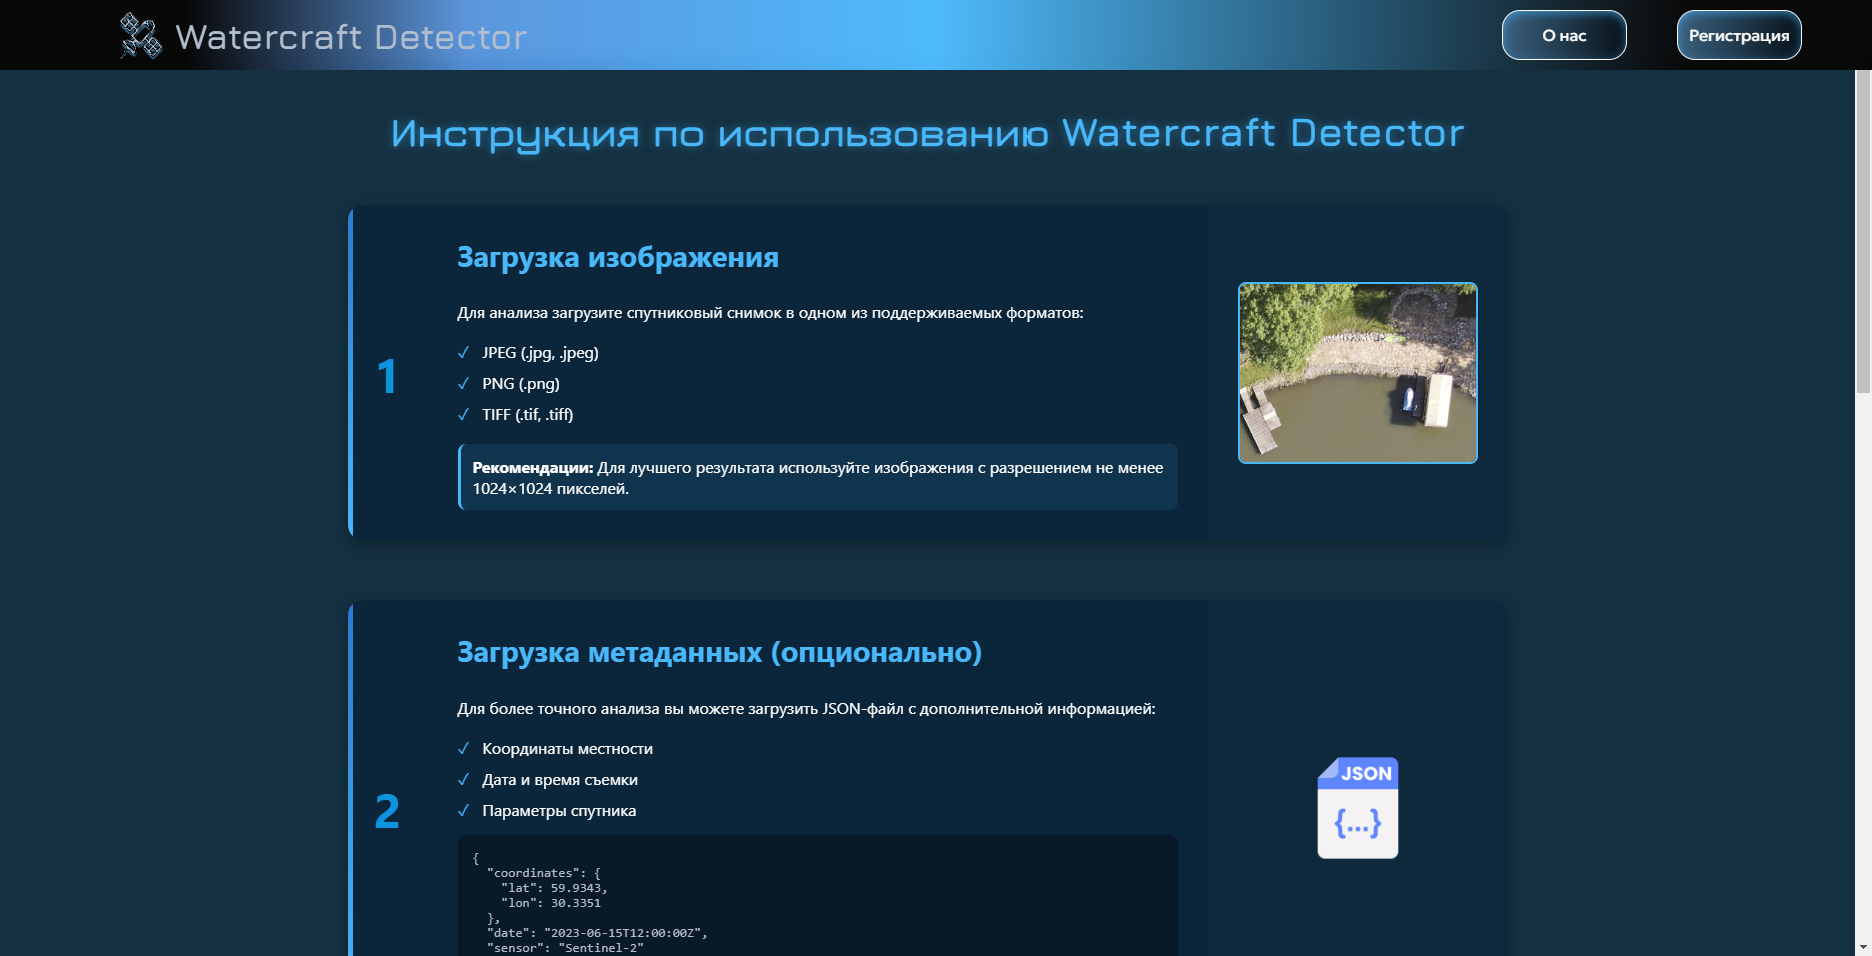 Watercraft Detector
О нас
Регистрация
Инструкция по использованию Watercraft Detector
1
Загрузка изображения
Для анализа загрузите спутниковый снимок в одном из поддерживаемых форматов:
✓ JPEG (.jpg, .jpeg)
✓ PNG (.png)
✓ TIFF (.tif, .tiff)
Рекомендации: Для лучшего результата используйте изображения с разрешением не менее
1024×1024 пикселей.
2
Загрузка метаданных (опционально)
Для более точного анализа вы можете загрузить JSON-файл с дополнительной информацией:
✓ Координаты местности
✓ Дата и время съемки
✓ Параметры спутника
{
"coordinates": {
"lat": 59.9343,
"lon": 30.3351
},
"date": "2023-06-15T12:00:00Z",
"sensor": "Sentinel-2"
JSON
{...}